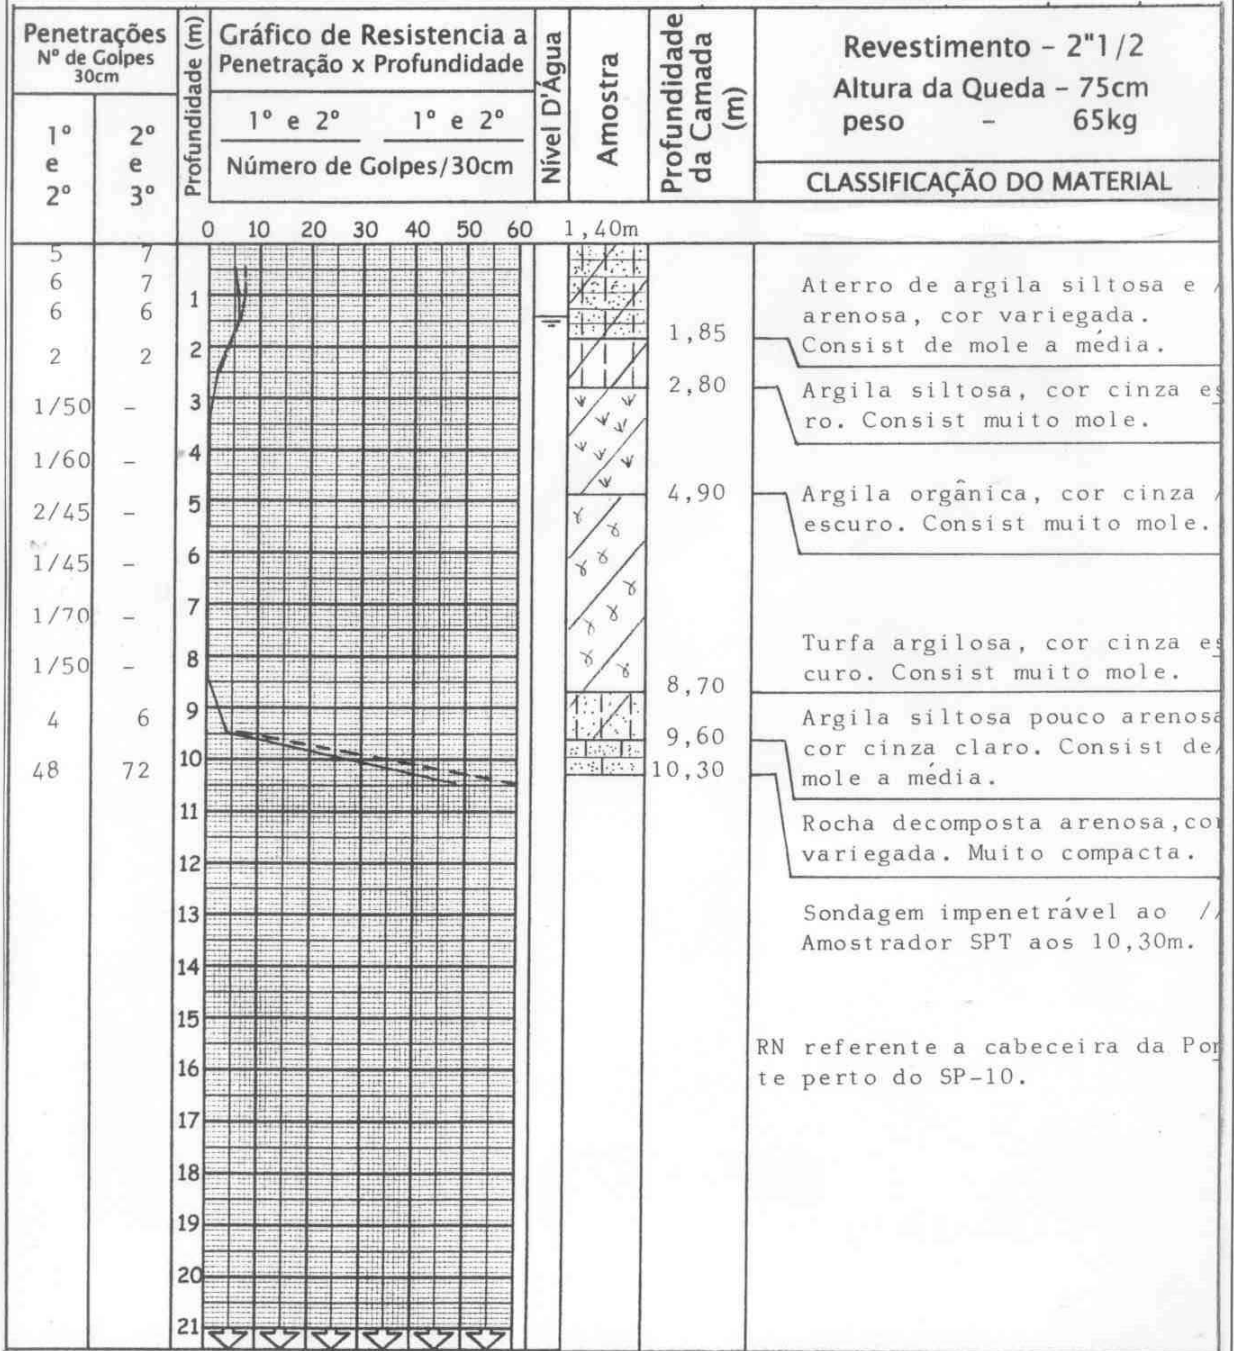 Penetrações
Nº de Golpes
30cm
1º
e
2º
2º
e
3º
Profundidade (m)
Gráfico de Resistencia a
Penetração x Profundidade
1º e 2º 1º e 2º
Número de Golpes/30cm
Nível D'Água
Amostra
Profundidade
da Camada
(m)
Revestimento - 2"1/2
Altura da Queda - 75cm
peso - 65kg
CLASSIFICAÇÃO DO MATERIAL
0 10 20 30 40 50 60
1,40m
5 7
6 7
1
6 6
2 2
2
1/50 -
3
1/60 -
4
2/45 -
5
1/45 -
6
1/70 -
7
1/50 -
8
4 6
9
48 72
10
11
12
13
14
15
16
17
18
19
20
21
1,85
2,80
4,90
8,70
9,60
10,30
Aterro de argila siltosa e /
arenosa, cor variegada.
Consist de mole a média.
Argila siltosa, cor cinza es
ro. Consist muito mole.
Argila orgânica, cor cinza /
escuro. Consist muito mole.
Turfa argilosa, cor cinza es
curo. Consist muito mole.
Argila siltosa pouco arenosa
cor cinza claro. Consist de/
mole a média.
Rocha decomposta arenosa,cor
variegada. Muito compacta.
Sondagem impenetrável ao //
Amostrador SPT aos 10,30m.
RN referente a cabeceira da Pon
te perto do SP-10.